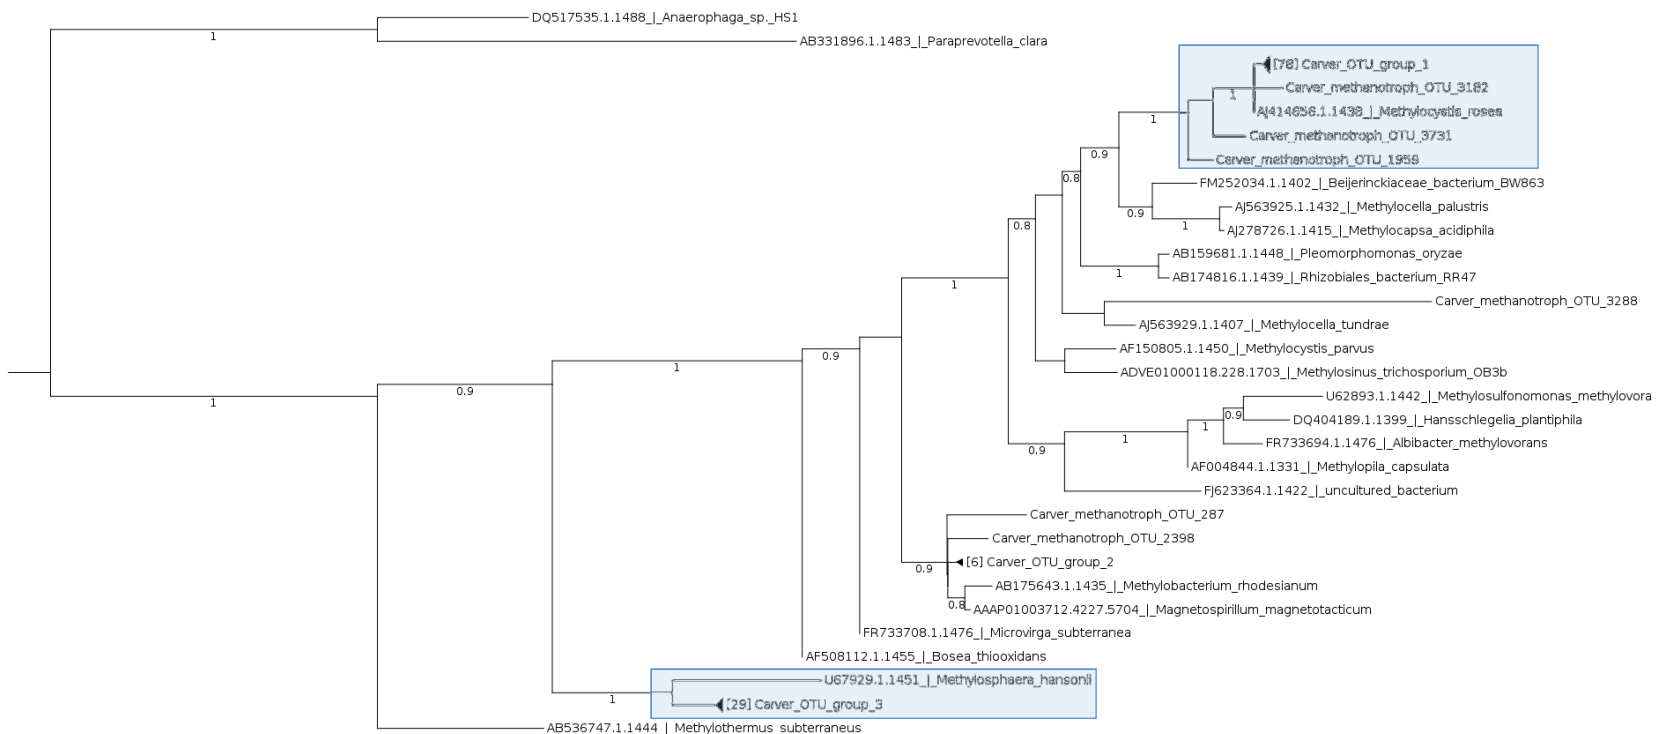 DQ517535.1.1488_|_Anaerophaga_sp._HS1
1
AB331896.1.1483_|_Paraprevotella_clara
[78] Carver_OTU_group_1
Carver_methanotroph_OTU_3182
1
AJ414656.1.1438_|_Methylocystis_rosea
1
Carver_methanotroph_OTU_3731
0.9
Carver_methanotroph_OTU_1959
0.8
FM252034.1.1402_|_Beijerinckiaceae_bacterium_BW863
AJ563925.1.1432_|_Methylocella_palustris
0.9
1
0.8
AJ278726.1.1415_|_Methylocapsa_acidiphila
AB159681.1.1448_|_Pleomorphomonas_oryzae
1
AB174816.1.1439_|_Rhizobiales_bacterium_RR47
1
Carver_methanotroph_OTU_3288
AJ563929.1.1407_|_Methylocella_tundrae
AF150805.1.1450_|_Methylocystis_parvus
0.9
1
ADVE01000118.228.1703_|_Methylosinus_trichosporium_OB3b
0.9
U62893.1.1442_|_Methylosulfonomonas_methylovora
1
0.9
DQ404189.1.1399_|_Hansschlegelia_plantiphila
1
1
FR733694.1.1476_|_Albibacter_methylovorans
0.9
AF004844.1.1331_|_Methylopila_capsulata
FJ623364.1.1422_|_uncultured_bacterium
Carver_methanotroph_OTU_287
Carver_methanotroph_OTU_2398
[6] Carver_OTU_group_2
0.9
AB175643.1.1435_|_Methylobacterium_rhodesianum
0.8
AAAP01003712.4227.5704_|_Magnetospirillum_magnetotacticum
FR733708.1.1476_|_Microvirga_subterranea
AF508112.1.1455_|_Bosea_thiooxidans
U67929.1.1451_|_Methylosphaera_hansonii
1
[29] Carver_OTU_group_3
AB536747.1.1444_|_Methylothermus_subterraneus